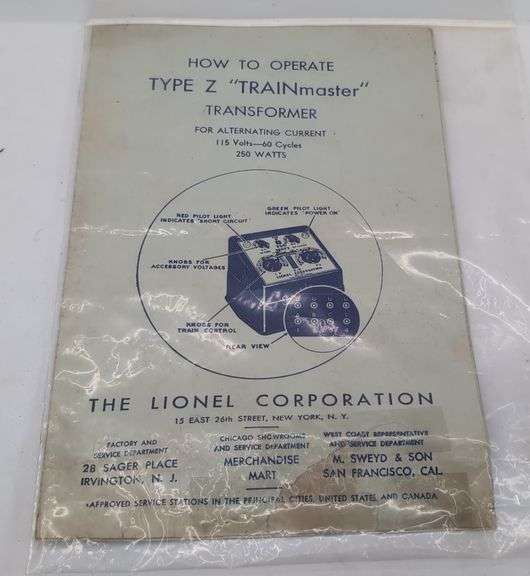 HOW TO OPERATE
TYPE Z "TRAINmaster"
TRANSFORMER
FOR ALTERNATING CURRENT
115 Volts—60 Cycles
250 WATTS
RED PILOT LIGHT
INDICATES "SHORT CIRCUIT"
GREEN PILOT LIGHT
INDICATES "POWER ON"
KNOBS FOR
ACCESSORY VOLTAGES
KNOBS FOR
TRAIN CONTROL
REAR VIEW
THE LIONEL CORPORATION
15 EAST 26th STREET, NEW YORK, N. Y.
FACTORY AND
SERVICE DEPARTMENT
28 SAGER PLACE
IRVINGTON, N. J.
CHICAGO SHOWROOMS
AND SERVICE DEPARTMENT
MERCHANDISE
MART
WEST COAST REPRESENTATIVE
AND SERVICE DEPARTMENT
M. SWEYD & SON
SAN FRANCISCO, CAL.
APPROVED SERVICE STATIONS IN THE PRINCIPAL CITIES, UNITED STATES AND CANADA